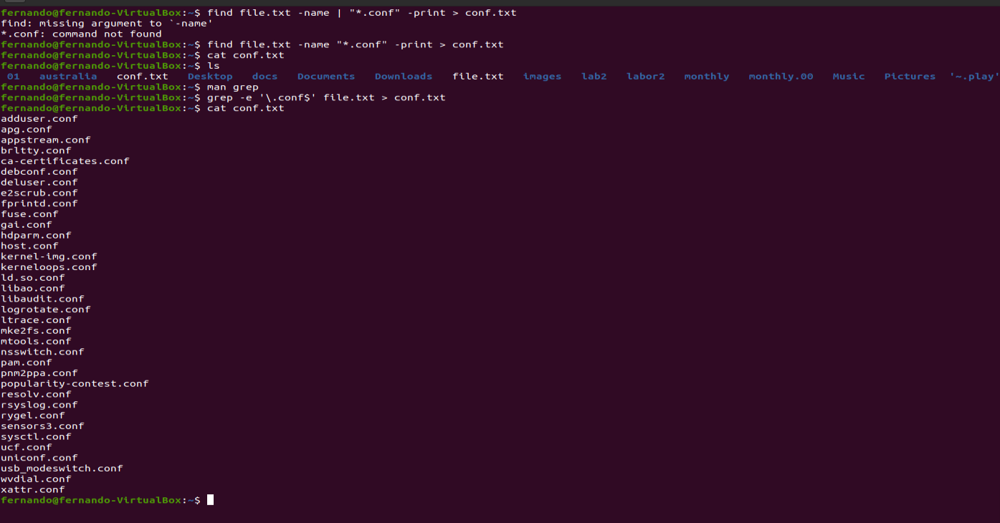 fernando@fernando-VirtualBox:~$ find file.txt -name | "*.conf" -print > conf.txt
find: missing argument to `-name'
*.conf: command not found
fernando@fernando-VirtualBox:~$ find file.txt -name "*.conf" -print > conf.txt
fernando@fernando-VirtualBox:~$ cat conf.txt
fernando@fernando-VirtualBox:~$ ls
01 australia conf.txt Desktop docs Documents Downloads file.txt images lab2 labor2 monthly monthly.00 Music Pictures '~.play'
fernando@fernando-VirtualBox:~$ man grep
fernando@fernando-VirtualBox:~$ grep -e '\.conf$' file.txt > conf.txt
fernando@fernando-VirtualBox:~$ cat conf.txt
adduser.conf
apg.conf
appstream.conf
brltty.conf
ca-certificates.conf
debconf.conf
deluser.conf
e2scrub.conf
fprintd.conf
fuse.conf
gai.conf
hdparm.conf
host.conf
kernel-img.conf
kerneloops.conf
ld.so.conf
libao.conf
libaudit.conf
logrotate.conf
ltrace.conf
mke2fs.conf
mtools.conf
nsswitch.conf
pam.conf
pnm2ppa.conf
popularity-contest.conf
resolv.conf
rsyslog.conf
rygel.conf
sensors3.conf
sysctl.conf
ucf.conf
uniconf.conf
usb_modeswitch.conf
wvdial.conf
xattr.conf
fernando@fernando-VirtualBox:~$